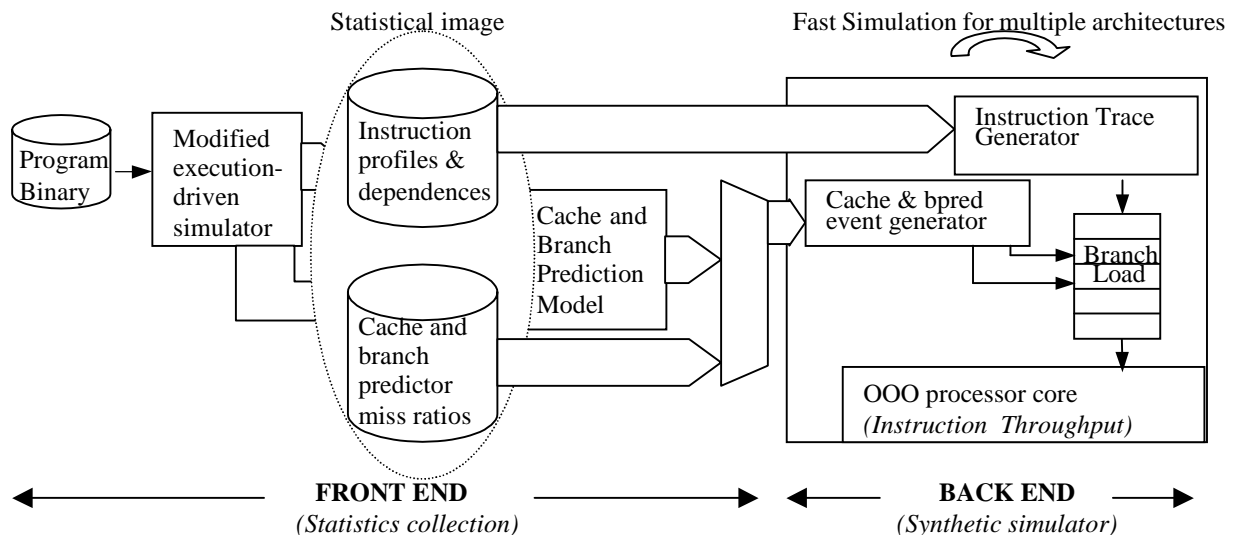 Statistical image
Fast Simulation for multiple architectures
Program
Binary
Modified
execution-
driven
simulator
Instruction
profiles &
dependences
Cache and
Branch
Prediction
Model
Cache and
branch
predictor
miss ratios
Instruction Trace
Generator
Cache & bpred
event generator
Branch
Load
OOO processor core
(Instruction Throughput)
FRONT END
(Statistics collection)
BACK END
(Synthetic simulator)